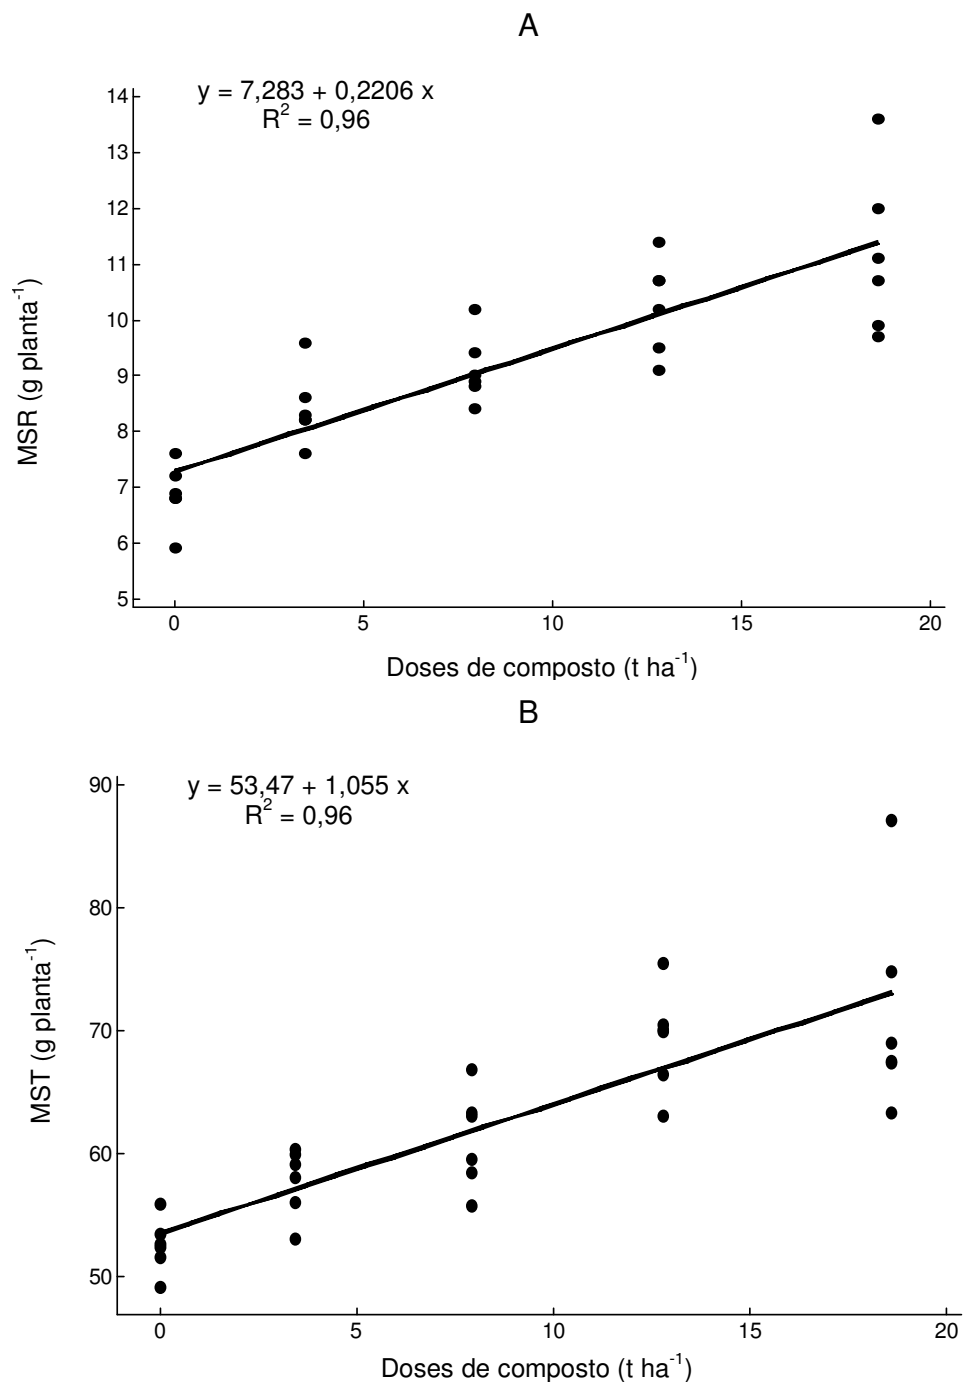 A
y = 7,283 + 0,2206 x
R² = 0,96
14
13
12
11
10
9
8
7
6
5
MSR (g planta⁻¹)
0 5 10 15 20
Doses de composto (t ha⁻¹)
B
y = 53,47 + 1,055 x
R² = 0,96
90
80
70
60
50
MST (g planta⁻¹)
0 5 10 15 20
Doses de composto (t ha⁻¹)